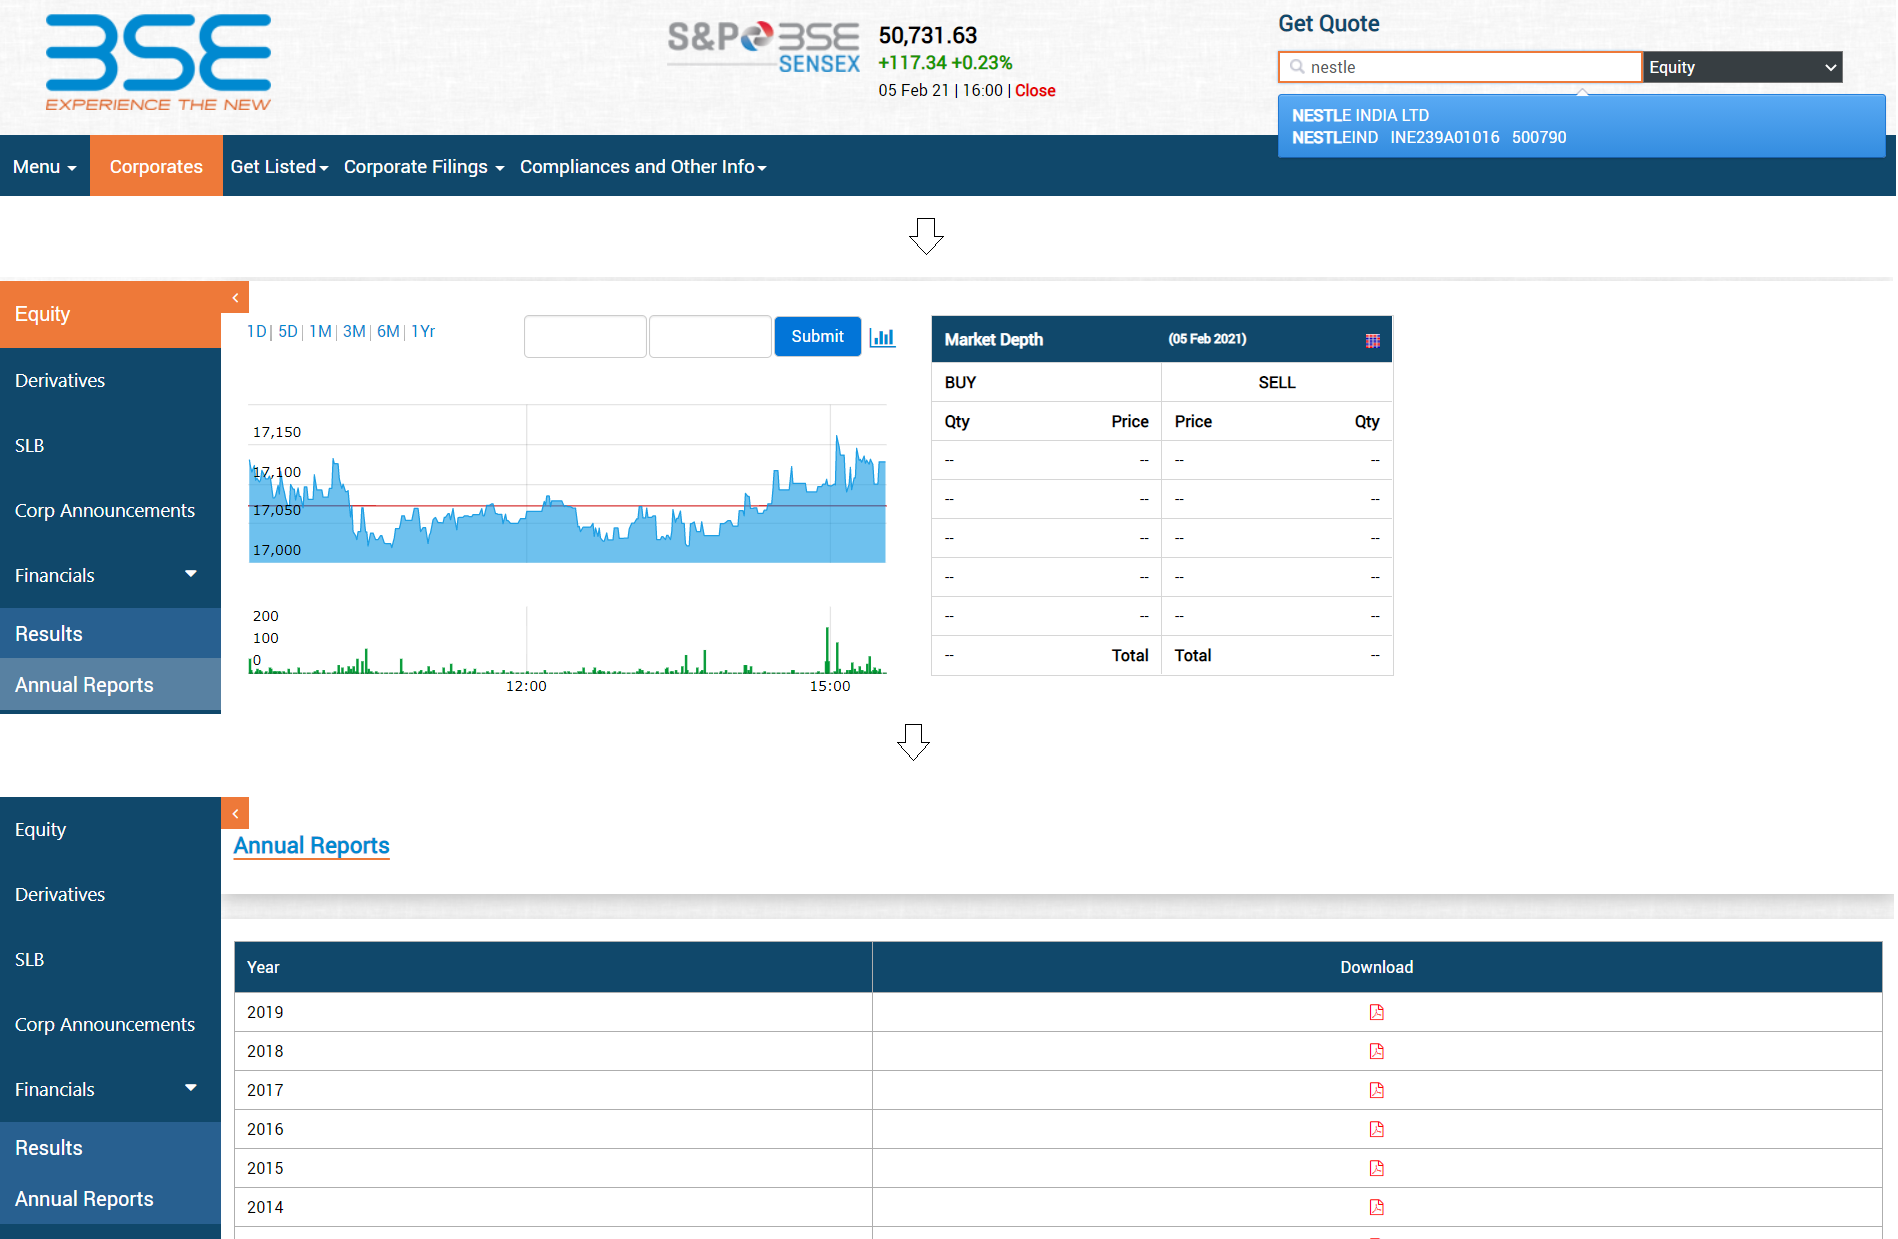 BSE
EXPERIENCE THE NEW
S&P BSE
SENSEX
50,731.63
+117.34 +0.23%
05 Feb 21 | 16:00 | Close
Get Quote
nestle
Equity
NESTLE INDIA LTD
NESTLEIND INE239A01016 500790
Menu
Corporates
Get Listed
Corporate Filings
Compliances and Other Info
Equity
Derivatives
SLB
Corp Announcements
Financials
Results
Annual Reports
1D| 5D| 1M| 3M| 6M| 1Yr
Submit
17,150
17,100
17,050
17,000
200
100
0
12:00 15:00
Market Depth (05 Feb 2021)
BUY SELL
Qty Price Price Qty
-- -- -- --
-- -- -- --
-- -- -- --
-- -- -- --
-- -- -- --
-- Total Total --
Equity
Derivatives
SLB
Corp Announcements
Financials
Results
Annual Reports
Annual Reports
Year Download
2019
2018
2017
2016
2015
2014